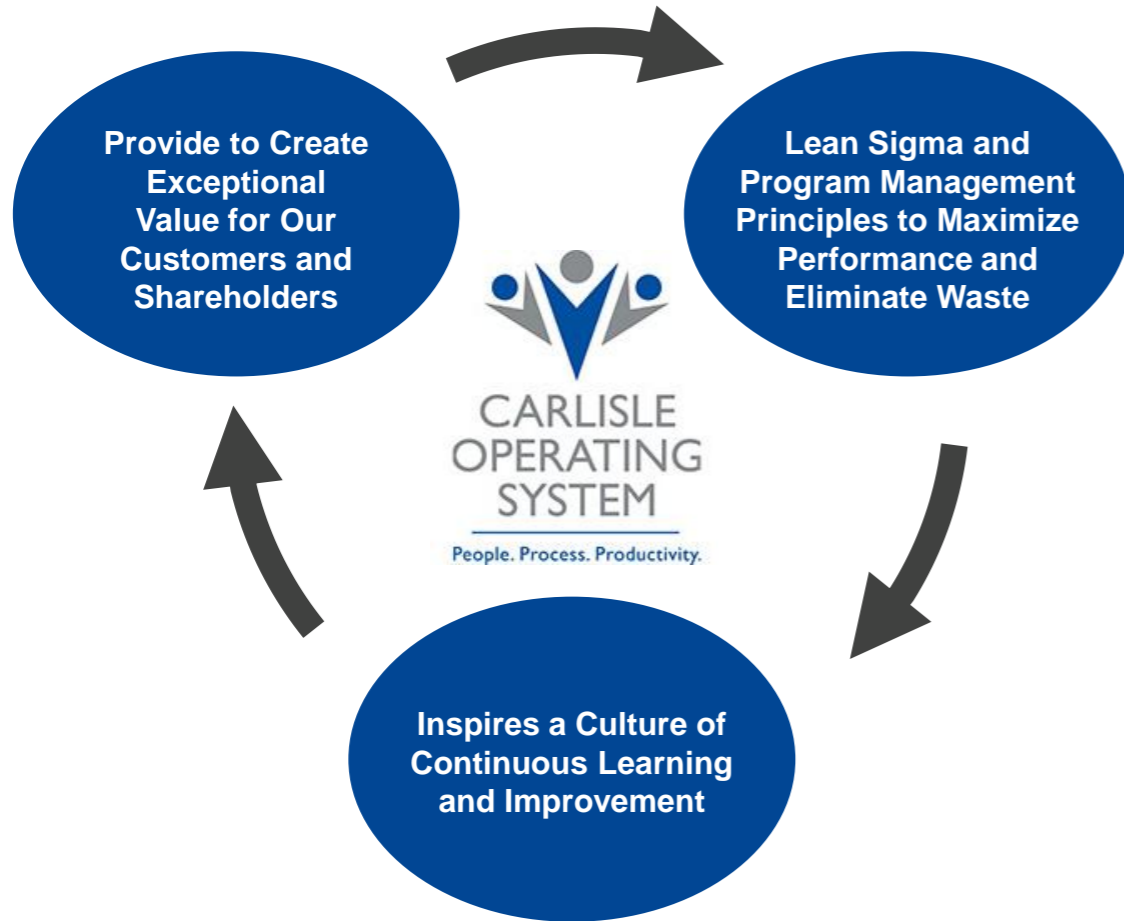 Provide to Create
Exceptional
Value for Our
Customers and
Shareholders
Lean Sigma and
Program Management
Principles to Maximize
Performance and
Eliminate Waste
CARLISLE
OPERATING
SYSTEM
People. Process. Productivity.
Inspires a Culture of
Continuous Learning
and Improvement